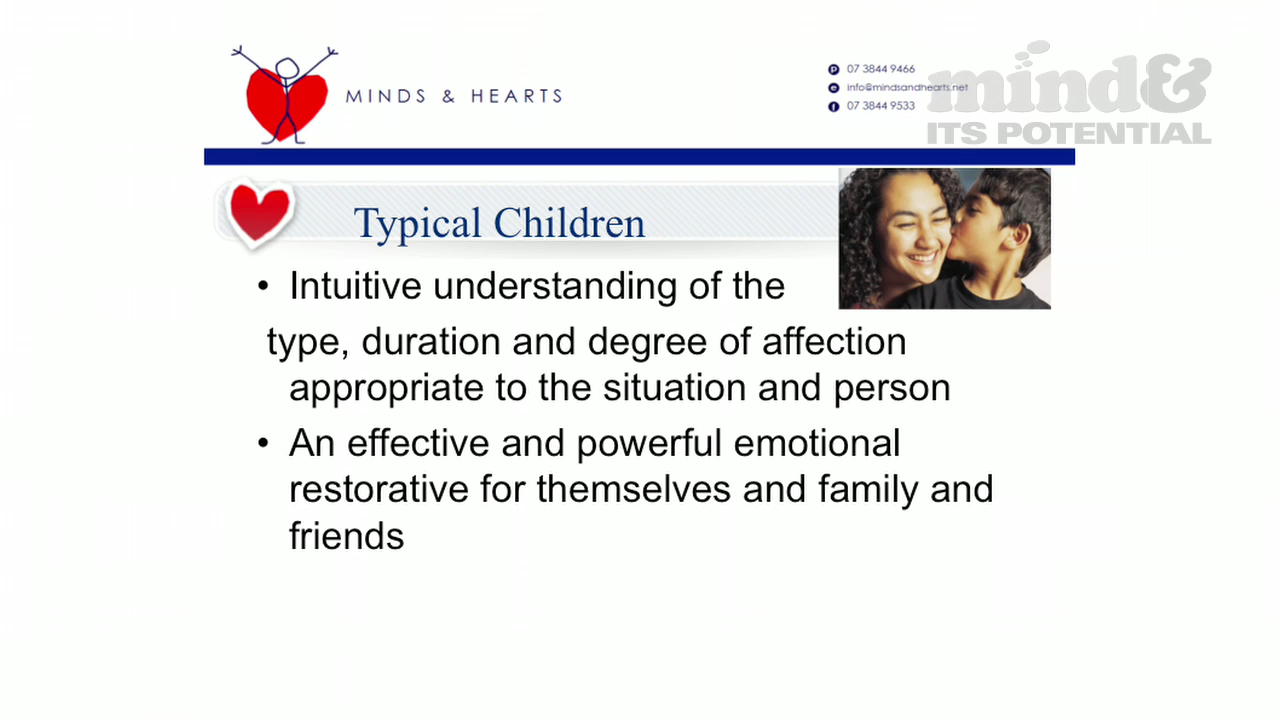 MINDS & HEARTS
07 3844 9466
info@mindsandhearts.net
07 3844 9533
mind&
ITS POTENTIAL
Typical Children
• Intuitive understanding of the
type, duration and degree of affection
appropriate to the situation and person
• An effective and powerful emotional
restorative for themselves and family and
friends